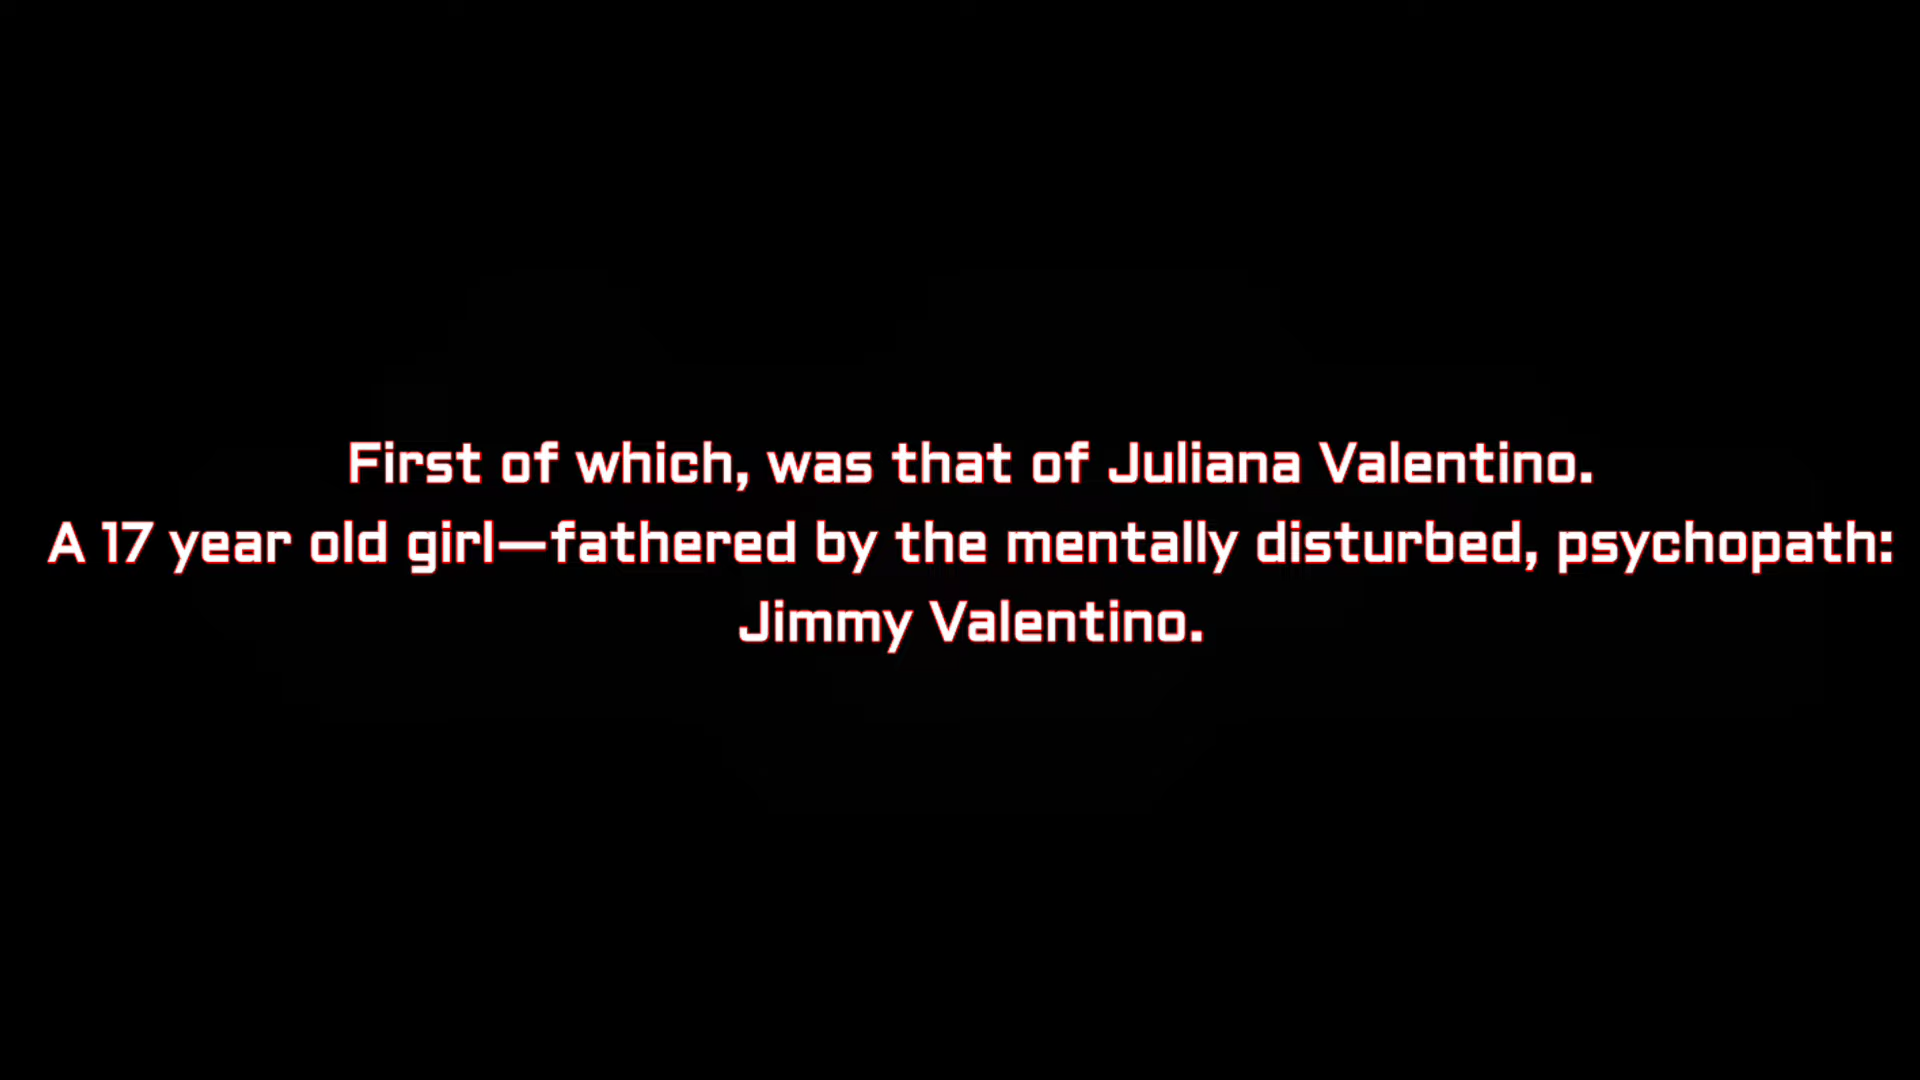 First of which, was that of Juliana Valentino.
A 17 year old girl—fathered by the mentally disturbed, psychopath:
Jimmy Valentino.